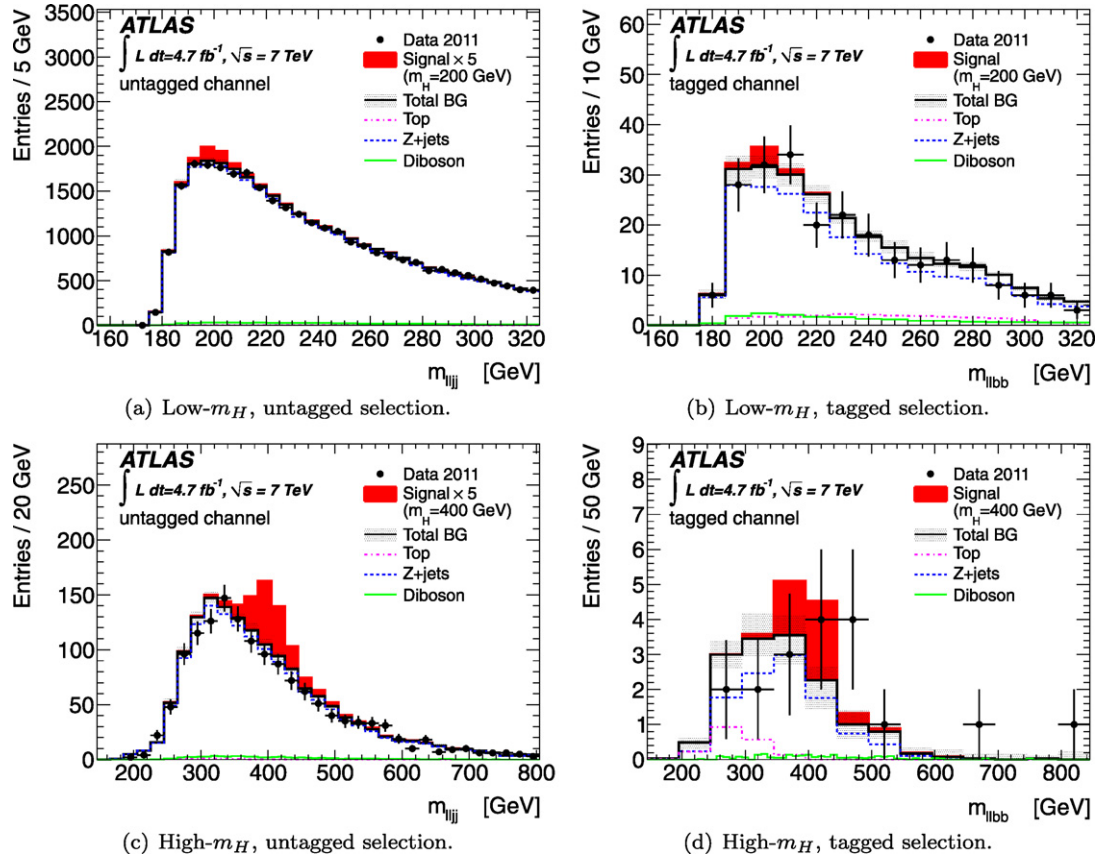 Entries / 5 GeV
3500
3000
2500
2000
1500
1000
500
0
ATLAS
∫ L dt=4.7 fb⁻¹, √s = 7 TeV
untagged channel
Data 2011
Signal × 5
(m_H=200 GeV)
Total BG
Top
Z+jets
Diboson
160 180 200 220 240 260 280 300 320
m_lljj [GeV]
(a) Low-m_H, untagged selection.
Entries / 10 GeV
60
50
40
30
20
10
0
ATLAS
∫ L dt=4.7 fb⁻¹, √s = 7 TeV
tagged channel
Data 2011
Signal
(m_H=200 GeV)
Total BG
Top
Z+jets
Diboson
160 180 200 220 240 260 280 300 320
m_llbb [GeV]
(b) Low-m_H, tagged selection.
Entries / 20 GeV
250
200
150
100
50
0
ATLAS
∫ L dt=4.7 fb⁻¹, √s = 7 TeV
untagged channel
Data 2011
Signal × 5
(m_H=400 GeV)
Total BG
Top
Z+jets
Diboson
200 300 400 500 600 700 800
m_lljj [GeV]
(c) High-m_H, untagged selection.
Entries / 50 GeV
9
8
7
6
5
4
3
2
1
0
ATLAS
∫ L dt=4.7 fb⁻¹, √s = 7 TeV
tagged channel
Data 2011
Signal
(m_H=400 GeV)
Total BG
Top
Z+jets
Diboson
200 300 400 500 600 700 800
m_llbb [GeV]
(d) High-m_H, tagged selection.